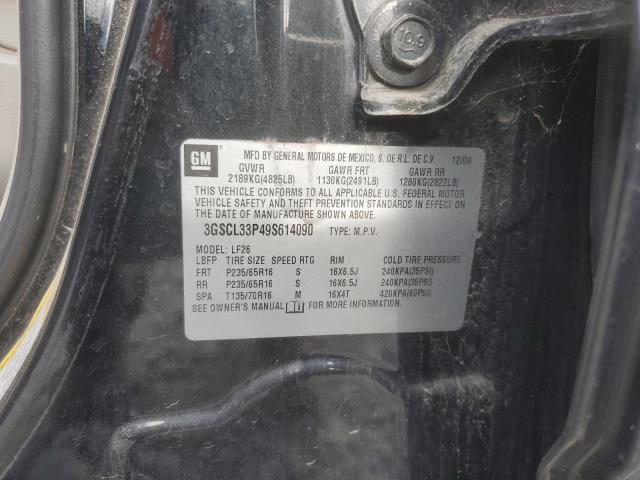 10.9
GM
MFD BY GENERAL MOTORS DE MEXICO, S. DE R.L. DE C.V. 12/08
GVWR GAWR FRT GAWR RR
2189KG(4825LB) 1130KG(2491LB) 1280KG(2822LB)
THIS VEHICLE CONFORMS TO ALL APPLICABLE U.S. FEDERAL MOTOR
VEHICLE SAFETY AND THEFT PREVENTION STANDARDS IN EFFECT ON
THE DATE OF MANUFACTURE SHOWN ABOVE.
3GSCL33P49S614090 TYPE: M.P.V.
MODEL: LF26
LBFP TIRE SIZE SPEED RTG RIM COLD TIRE PRESSURE
FRT P235/65R16 S 16X6.5J 240KPA(35PSI)
RR P235/65R16 S 16X6.5J 240KPA(35PSI)
SPA T135/70R16 M 16X4T 420KPA(60PSI)
SEE OWNER'S MANUAL FOR MORE INFORMATION.